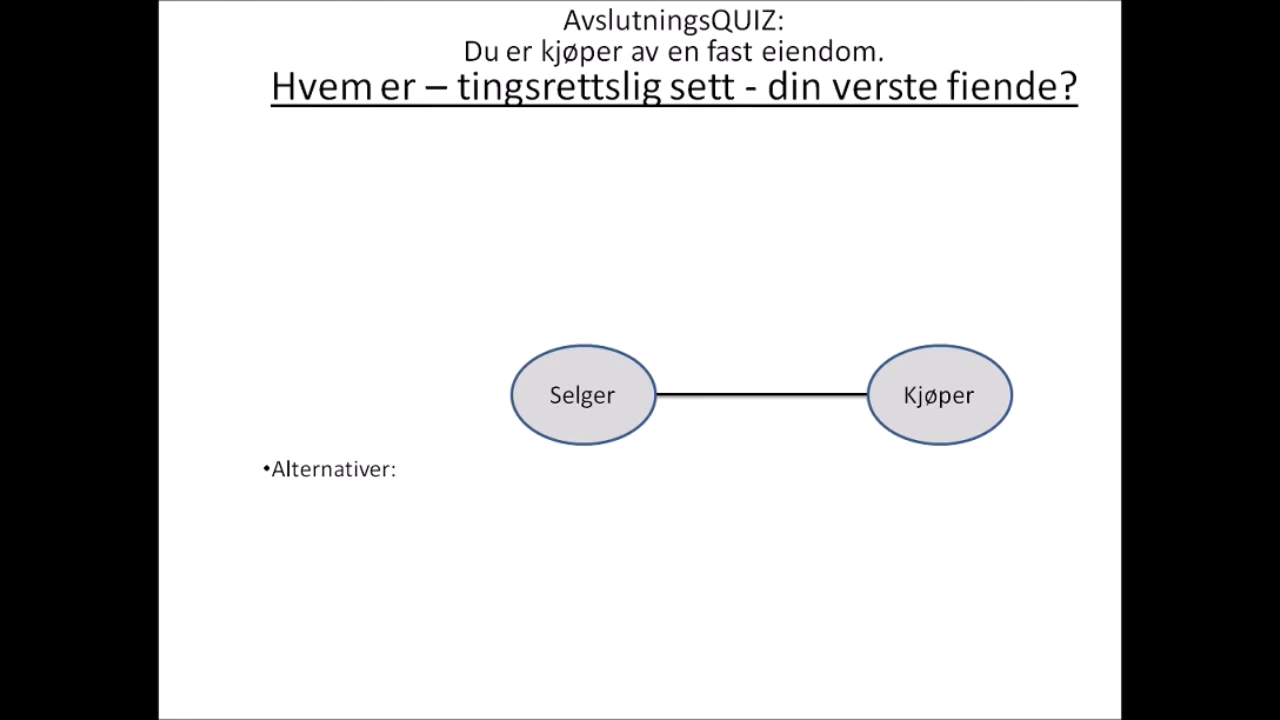 AvslutningsQUIZ:
Du er kjøper av en fast eiendom.
Hvem er – tingsrettslig sett - din verste fiende?
Selger
Kjøper
•Alternativer: